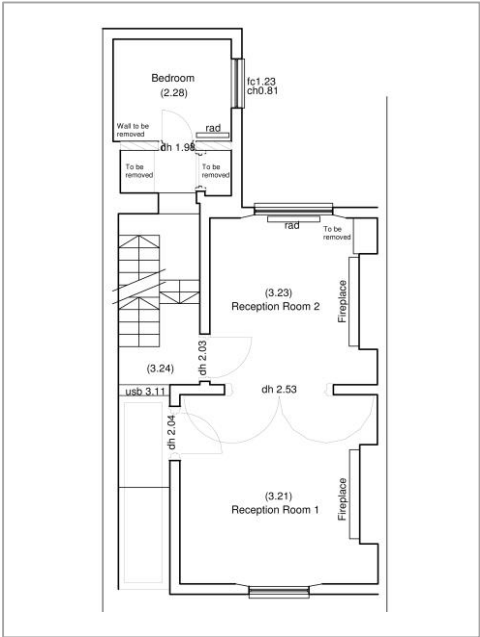 Bedroom
(2.28)
fc1.23
ch0.81
Wall to be
removed
rad
dh 1.98
To be
removed
To be
removed
rad
To be
removed
(3.23)
Reception Room 2
Fireplace
dh 2.03
(3.24)
usb 3.11
dh 2.53
dh 2.04
(3.21)
Reception Room 1
Fireplace